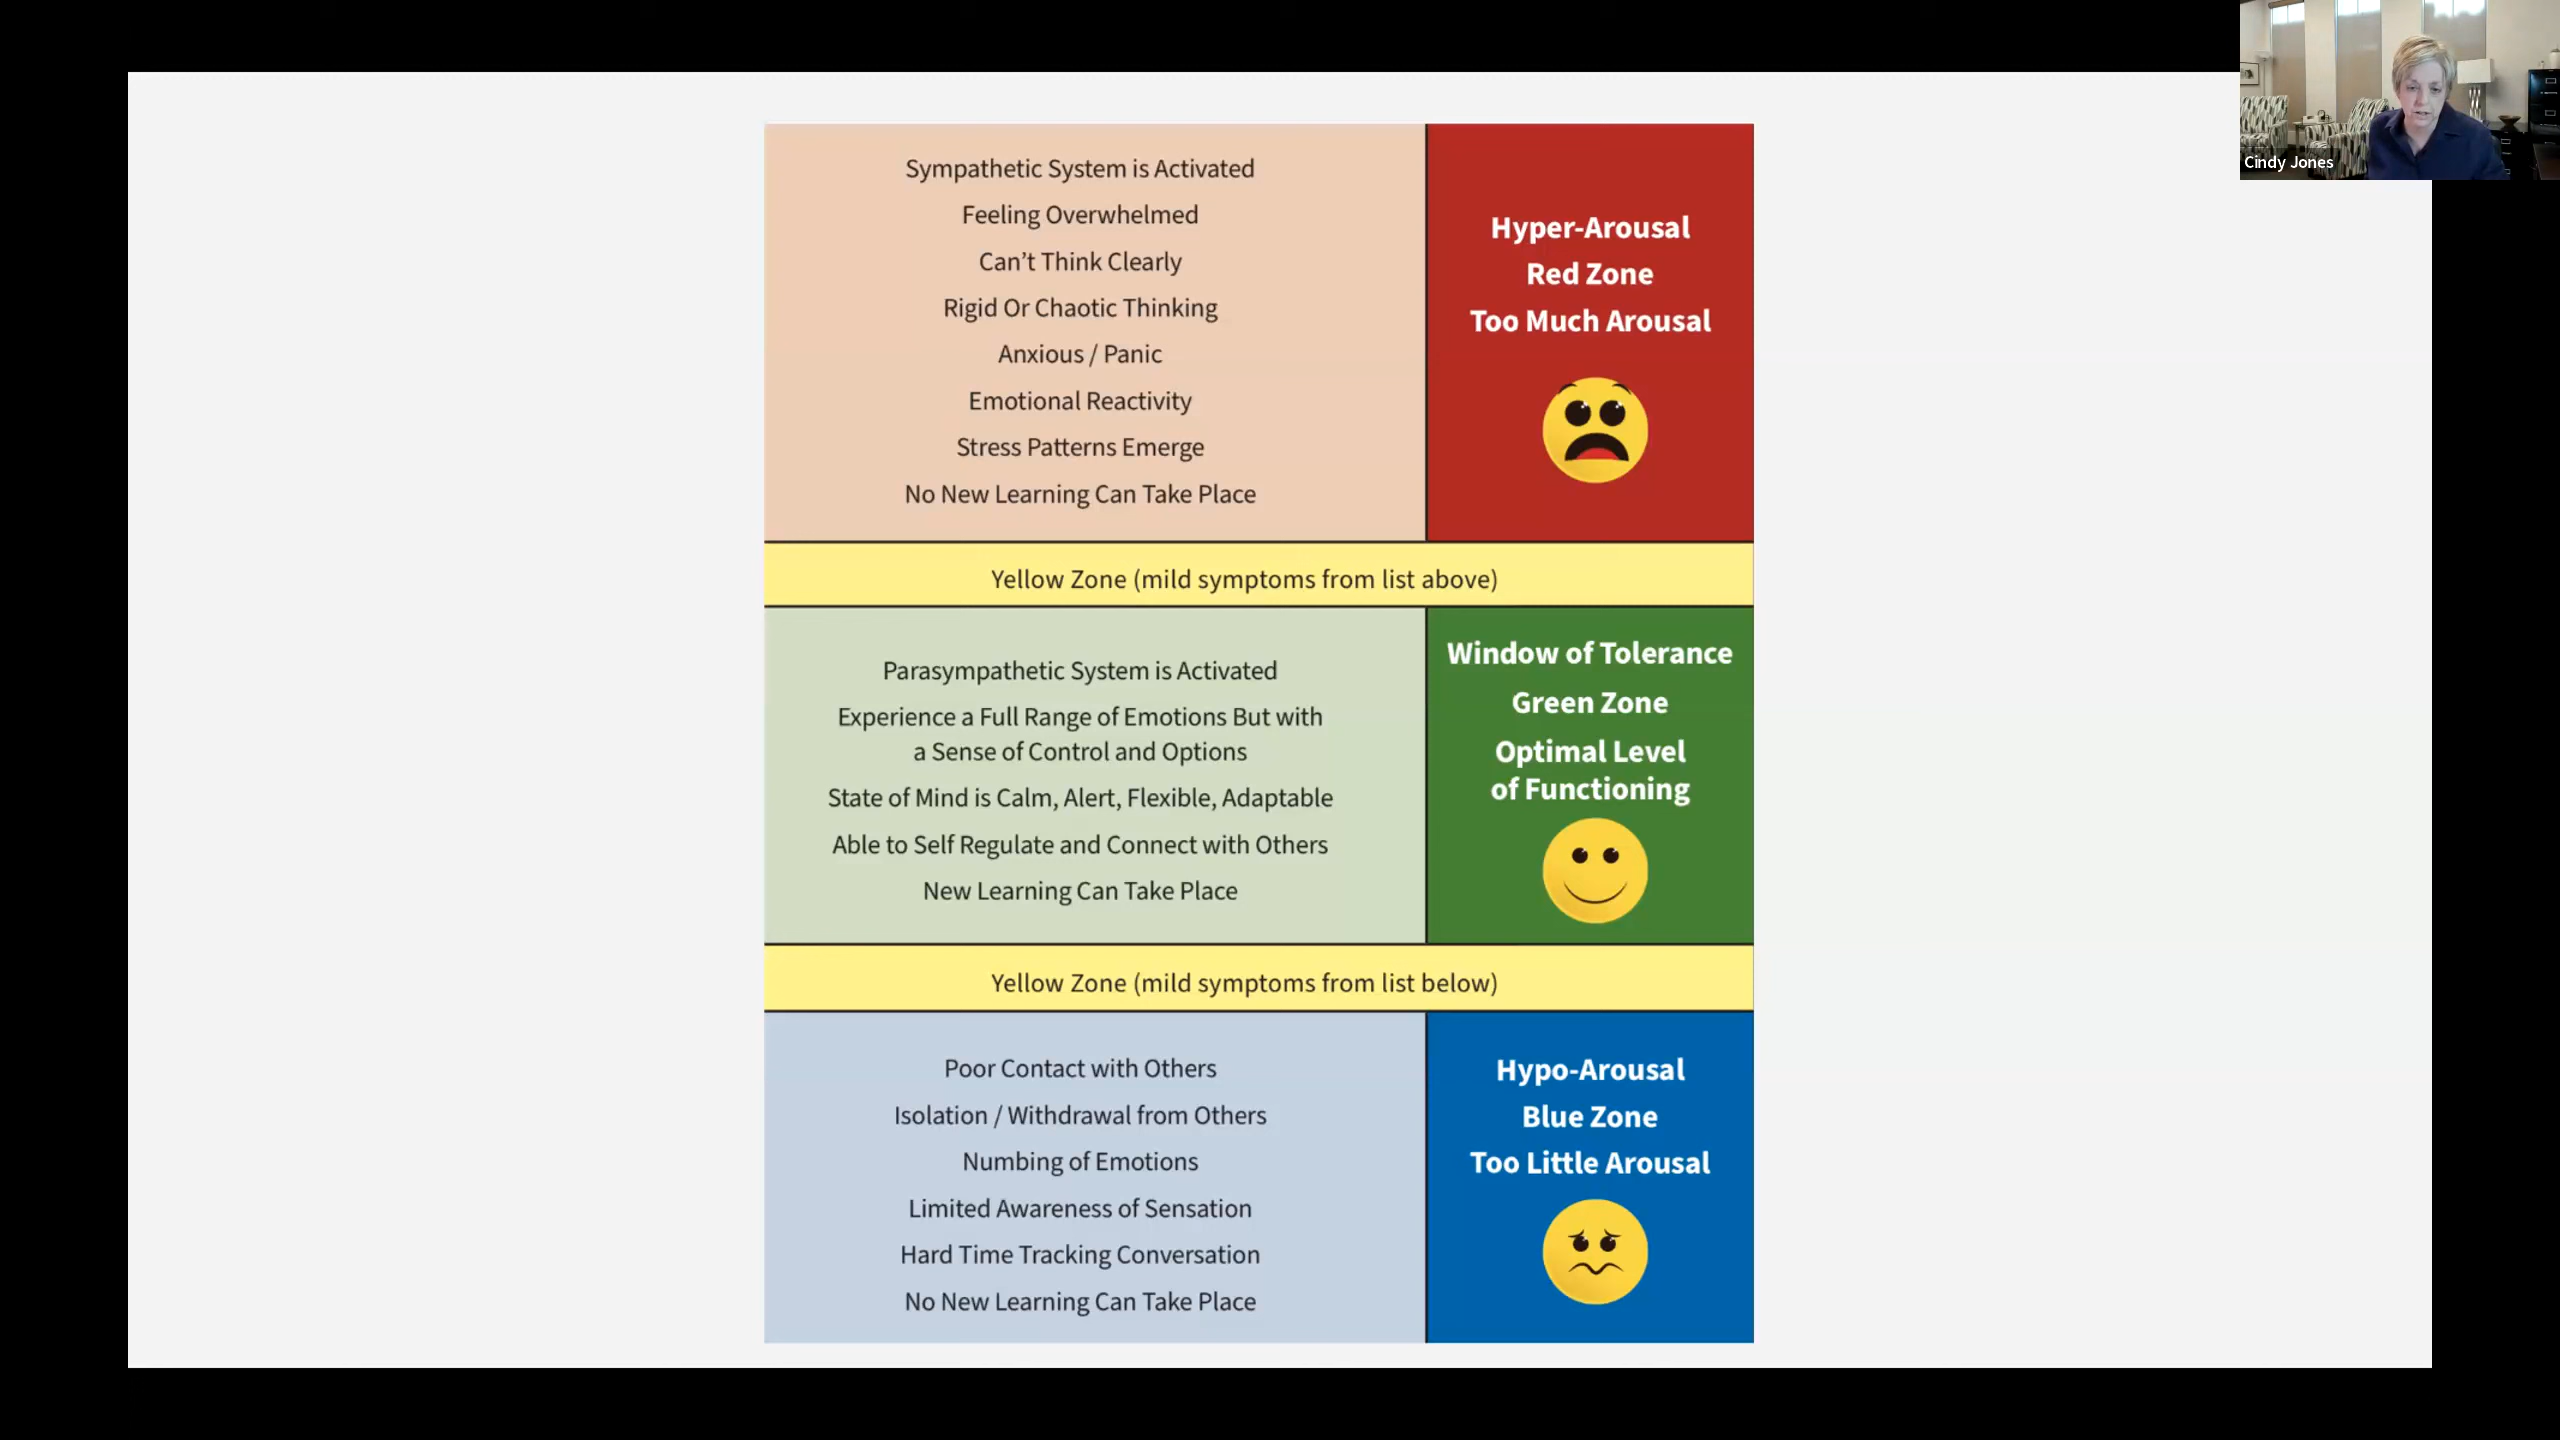 Cindy Jones
Sympathetic System is Activated
Feeling Overwhelmed
Can’t Think Clearly
Rigid Or Chaotic Thinking
Anxious / Panic
Emotional Reactivity
Stress Patterns Emerge
No New Learning Can Take Place
Hyper-Arousal
Red Zone
Too Much Arousal
Yellow Zone (mild symptoms from list above)
Parasympathetic System is Activated
Experience a Full Range of Emotions But with
a Sense of Control and Options
State of Mind is Calm, Alert, Flexible, Adaptable
Able to Self Regulate and Connect with Others
New Learning Can Take Place
Window of Tolerance
Green Zone
Optimal Level
of Functioning
Yellow Zone (mild symptoms from list below)
Poor Contact with Others
Isolation / Withdrawal from Others
Numbing of Emotions
Limited Awareness of Sensation
Hard Time Tracking Conversation
No New Learning Can Take Place
Hypo-Arousal
Blue Zone
Too Little Arousal